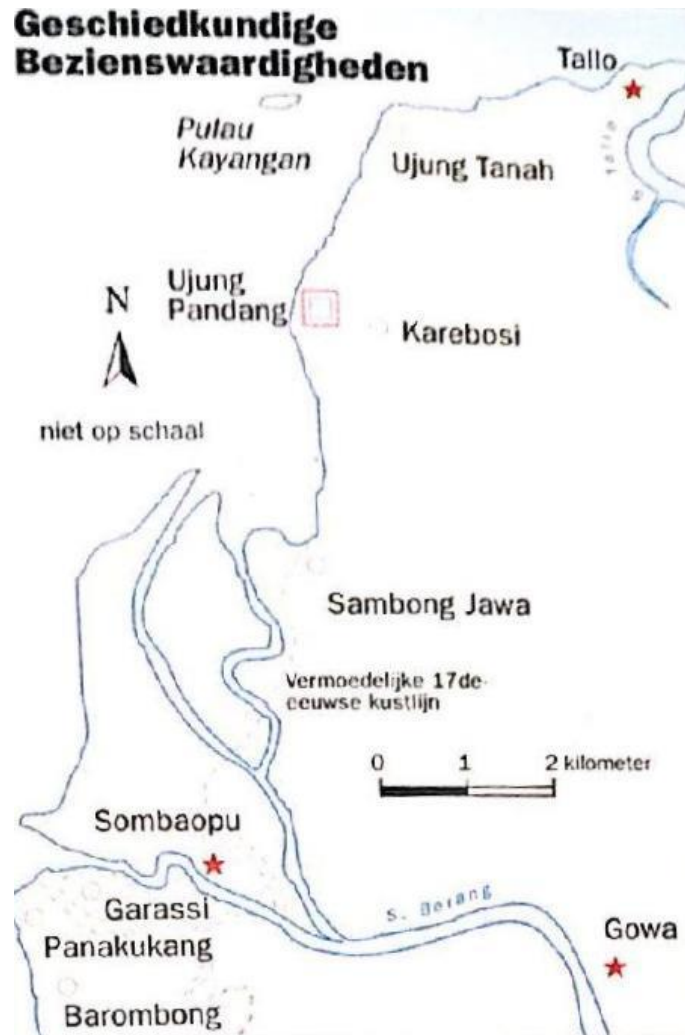 Geschiedkundige
Bezienswaardigheden
Tallo
Pulau
Kayangan
Ujung Tanah
Tallo
Ujung
Pandang
Karebosi
N
niet op schaal
Sambong Jawa
Vermoedelijke 17de-
eeuwse kustlijn
0 1 2 kilometer
Sombaopu
Garassi
S. Berang
Panakukang
Gowa
Barombong